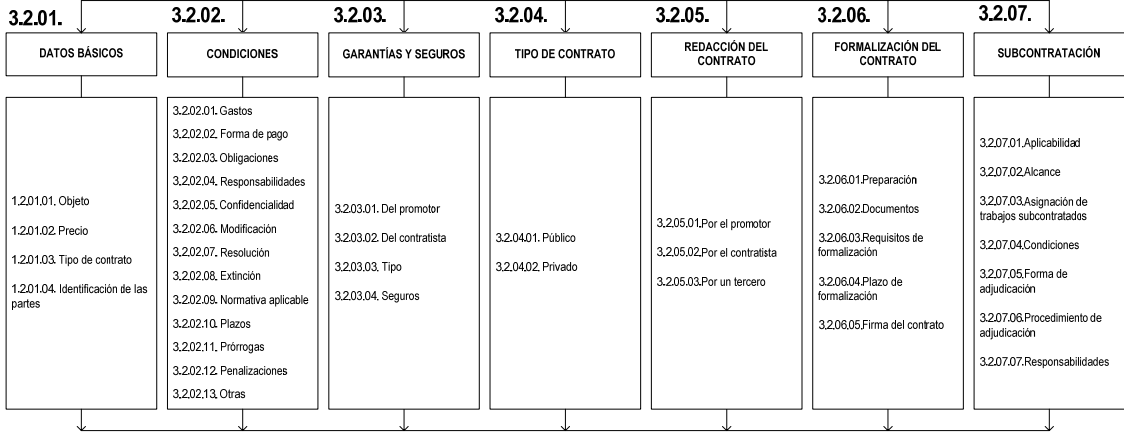 3.2.01.
DATOS BÁSICOS
1.2.01.01. Objeto
1.2.01.02. Precio
1.2.01.03. Tipo de contrato
1.2.01.04. Identificación de las
partes
3.2.02.
CONDICIONES
3.2.02.01. Gastos
3.2.02.02. Forma de pago
3.2.02.03. Obligaciones
3.2.02.04. Responsabilidades
3.2.02.05. Confidencialidad
3.2.02.06. Modificación
3.2.02.07. Resolución
3.2.02.08. Extinción
3.2.02.09. Normativa aplicable
3.2.02.10. Plazos
3.2.02.11. Prórrogas
3.2.02.12. Penalizaciones
3.2.02.13. Otras
3.2.03.
GARANTÍAS Y SEGUROS
3.2.03.01. Del promotor
3.2.03.02. Del contratista
3.2.03.03. Tipo
3.2.03.04. Seguros
3.2.04.
TIPO DE CONTRATO
3.2.04.01. Público
3.2.04.02. Privado
3.2.05.
REDACCIÓN DEL
CONTRATO
3.2.05.01.Por el promotor
3.2.05.02.Por el contratista
3.2.05.03.Por un tercero
3.2.06.
FORMALIZACIÓN DEL
CONTRATO
3.2.06.01.Preparación
3.2.06.02.Documentos
3.2.06.03.Requisitos de
formalización
3.2.06.04.Plazo de
formalización
3.2.06.05.Firma del contrato
3.2.07.
SUBCONTRATACIÓN
3.2.07.01.Aplicabilidad
3.2.07.02.Alcance
3.2.07.03.Asignación de
trabajos subcontratados
3.2.07.04.Condiciones
3.2.07.05.Forma de
adjudicación
3.2.07.06.Procedimiento de
adjudicación
3.2.07.07.Responsabilidades